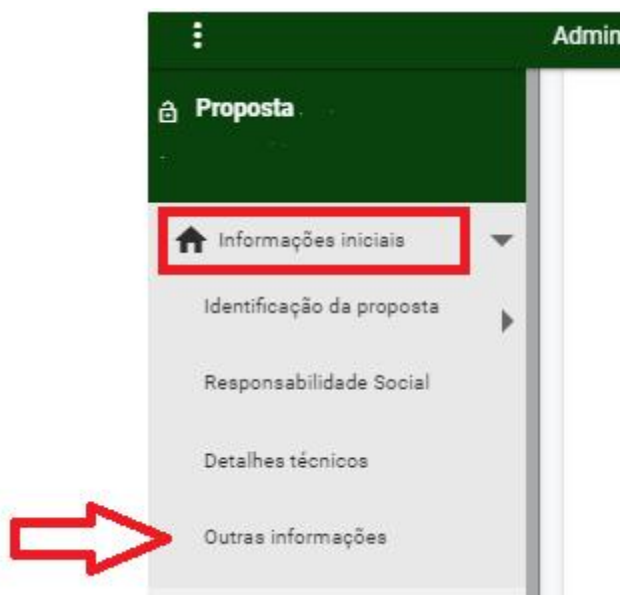 Admin
Proposta
Informações iniciais
Identificação da proposta
Responsabilidade Social
Detalhes técnicos
Outras informações